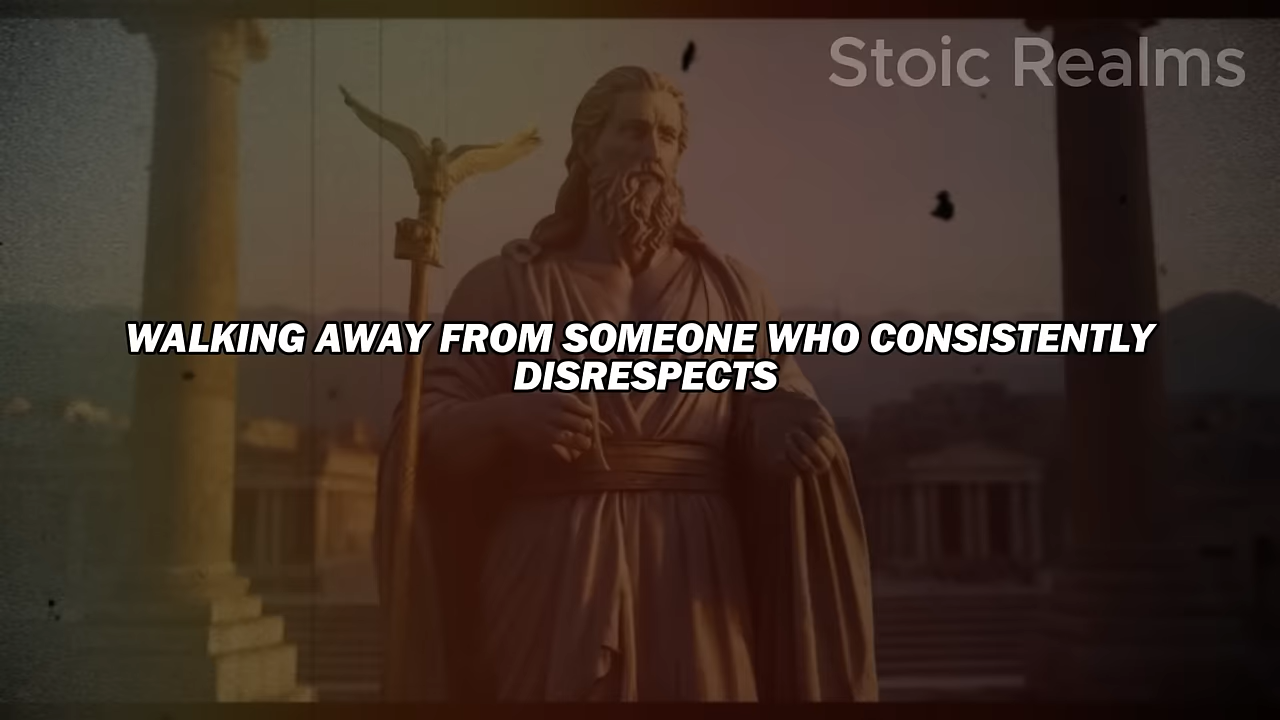 Stoic Realms
WALKING AWAY FROM SOMEONE WHO CONSISTENTLY
DISRESPECTS